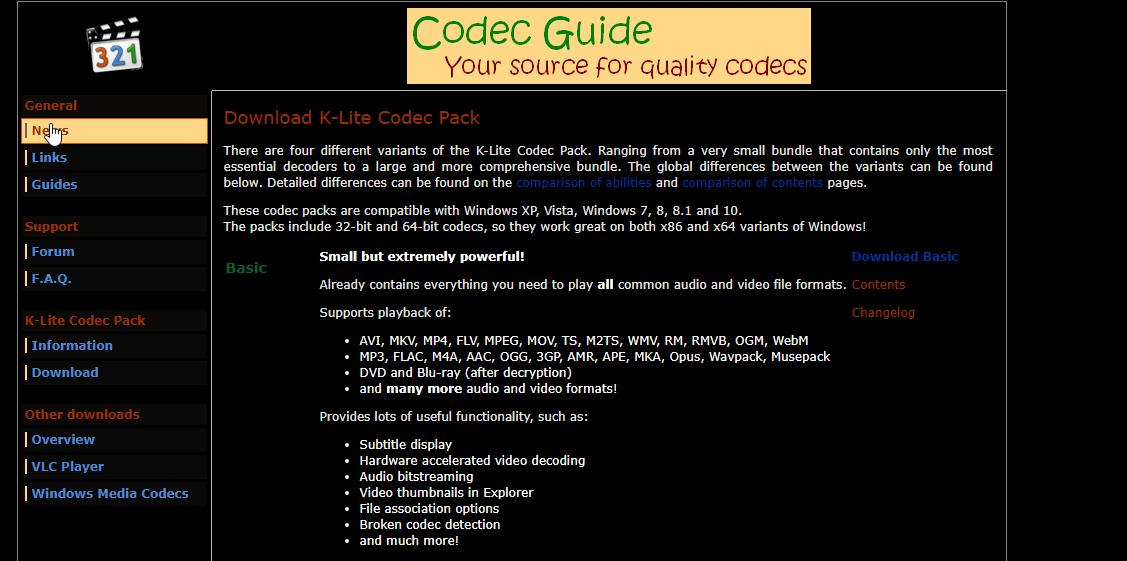 321
Codec Guide
Your source for quality codecs
General
News
Links
Guides
Support
Forum
F.A.Q.
K-Lite Codec Pack
Information
Download
Other downloads
Overview
VLC Player
Windows Media Codecs
Download K-Lite Codec Pack
There are four different variants of the K-Lite Codec Pack. Ranging from a very small bundle that contains only the most
essential decoders to a large and more comprehensive bundle. The global differences between the variants can be found
below. Detailed differences can be found on the comparison of abilities and comparison of contents pages.
These codec packs are compatible with Windows XP, Vista, Windows 7, 8, 8.1 and 10.
The packs include 32-bit and 64-bit codecs, so they work great on both x86 and x64 variants of Windows!
Basic
Small but extremely powerful!
Already contains everything you need to play all common audio and video file formats.
Supports playback of:
• AVI, MKV, MP4, FLV, MPEG, MOV, TS, M2TS, WMV, RM, RMVB, OGM, WebM
• MP3, FLAC, M4A, AAC, OGG, 3GP, AMR, APE, MKA, Opus, Wavpack, Musepack
• DVD and Blu-ray (after decryption)
• and many more audio and video formats!
Provides lots of useful functionality, such as:
• Subtitle display
• Hardware accelerated video decoding
• Audio bitstreaming
• Video thumbnails in Explorer
• File association options
• Broken codec detection
• and much more!
Download Basic
Contents
Changelog